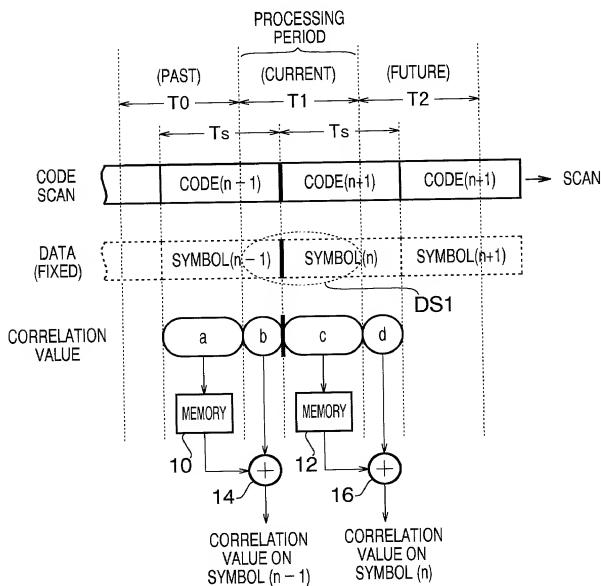 PROCESSING
PERIOD
(PAST) (CURRENT) (FUTURE)
T0 T1 T2
Ts Ts
CODE
SCAN
CODE(n - 1) CODE(n+1) CODE(n+1) SCAN
DATA
(FIXED)
SYMBOL(n - 1) SYMBOL(n) SYMBOL(n+1)
DS1
CORRELATION
VALUE
a b c d
MEMORY MEMORY
10 12
+ +
14 16
CORRELATION
VALUE ON
SYMBOL (n - 1)
CORRELATION
VALUE ON
SYMBOL (n)